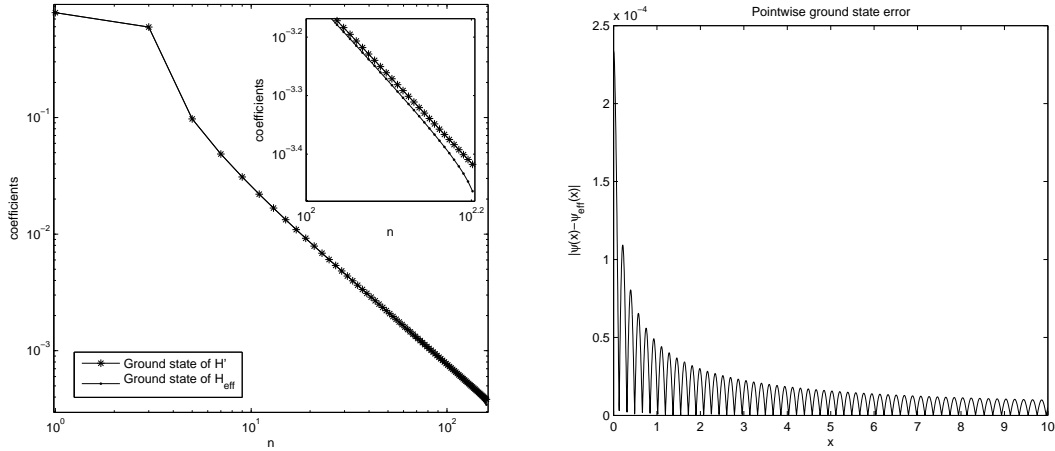 10^-1
10^-2
10^-3
10^0
10^1
10^2
n
coefficients
Ground state of H'
Ground state of H_eff
10^-3.2
10^-3.3
10^-3.4
10^2
10^2.2
n
coefficients
Pointwise ground state error
x 10^-4
2.5
2
1.5
1
0.5
0
0 1 2 3 4 5 6 7 8 9 10
x
|ψ(x)-ψ_eff(x)|